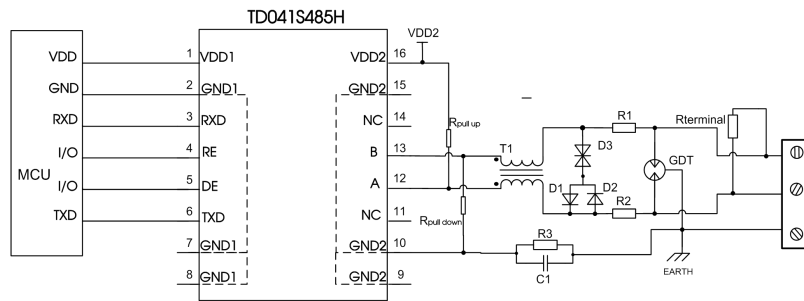 TD041S485H
VDD2
MCU
VDD
GND
RXD
I/O
I/O
TXD
1
2
3
4
5
6
7
8
VDD1
GND1
RXD
RE
DE
TXD
GND1
GND1
VDD2
GND2
NC
B
A
NC
GND2
GND2
16
15
14
13
12
11
10
9
Rpull up
Rpull down
T1
D3
D1
D2
R1
R2
GDT
Rterminal
R3
C1
EARTH